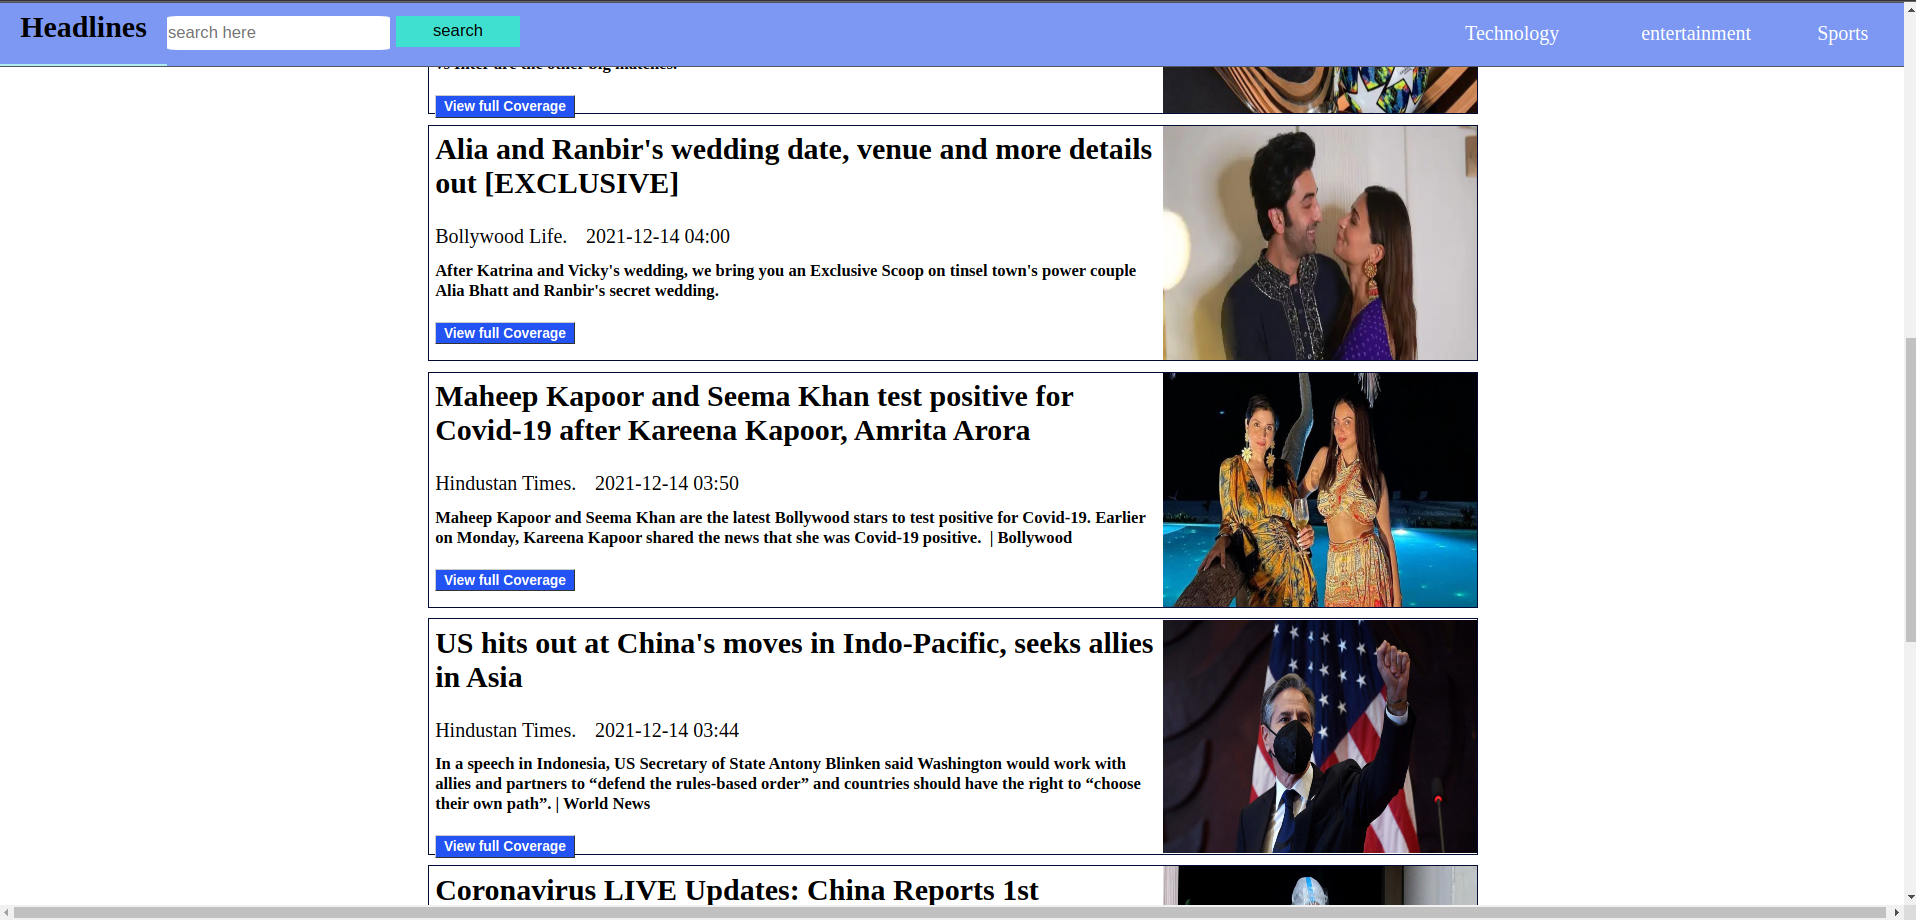 Headlines
search here
search
Technology
entertainment
Sports
vs Inter are the other big matches.
View full Coverage
Alia and Ranbir's wedding date, venue and more details
out [EXCLUSIVE]
Bollywood Life. 2021-12-14 04:00
After Katrina and Vicky's wedding, we bring you an Exclusive Scoop on tinsel town's power couple
Alia Bhatt and Ranbir's secret wedding.
View full Coverage
Maheep Kapoor and Seema Khan test positive for
Covid-19 after Kareena Kapoor, Amrita Arora
Hindustan Times. 2021-12-14 03:50
Maheep Kapoor and Seema Khan are the latest Bollywood stars to test positive for Covid-19. Earlier
on Monday, Kareena Kapoor shared the news that she was Covid-19 positive. | Bollywood
View full Coverage
US hits out at China's moves in Indo-Pacific, seeks allies
in Asia
Hindustan Times. 2021-12-14 03:44
In a speech in Indonesia, US Secretary of State Antony Blinken said Washington would work with
allies and partners to “defend the rules-based order” and countries should have the right to “choose
their own path”. | World News
View full Coverage
Coronavirus LIVE Updates: China Reports 1st